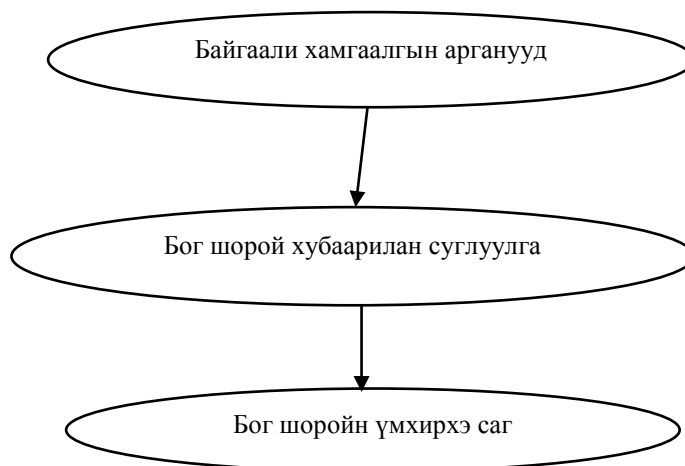 Байгаали хамгаалгын арганууд
Бог шорой хубаарилан суглуулга
Бог шоройн үмхирхэ саг